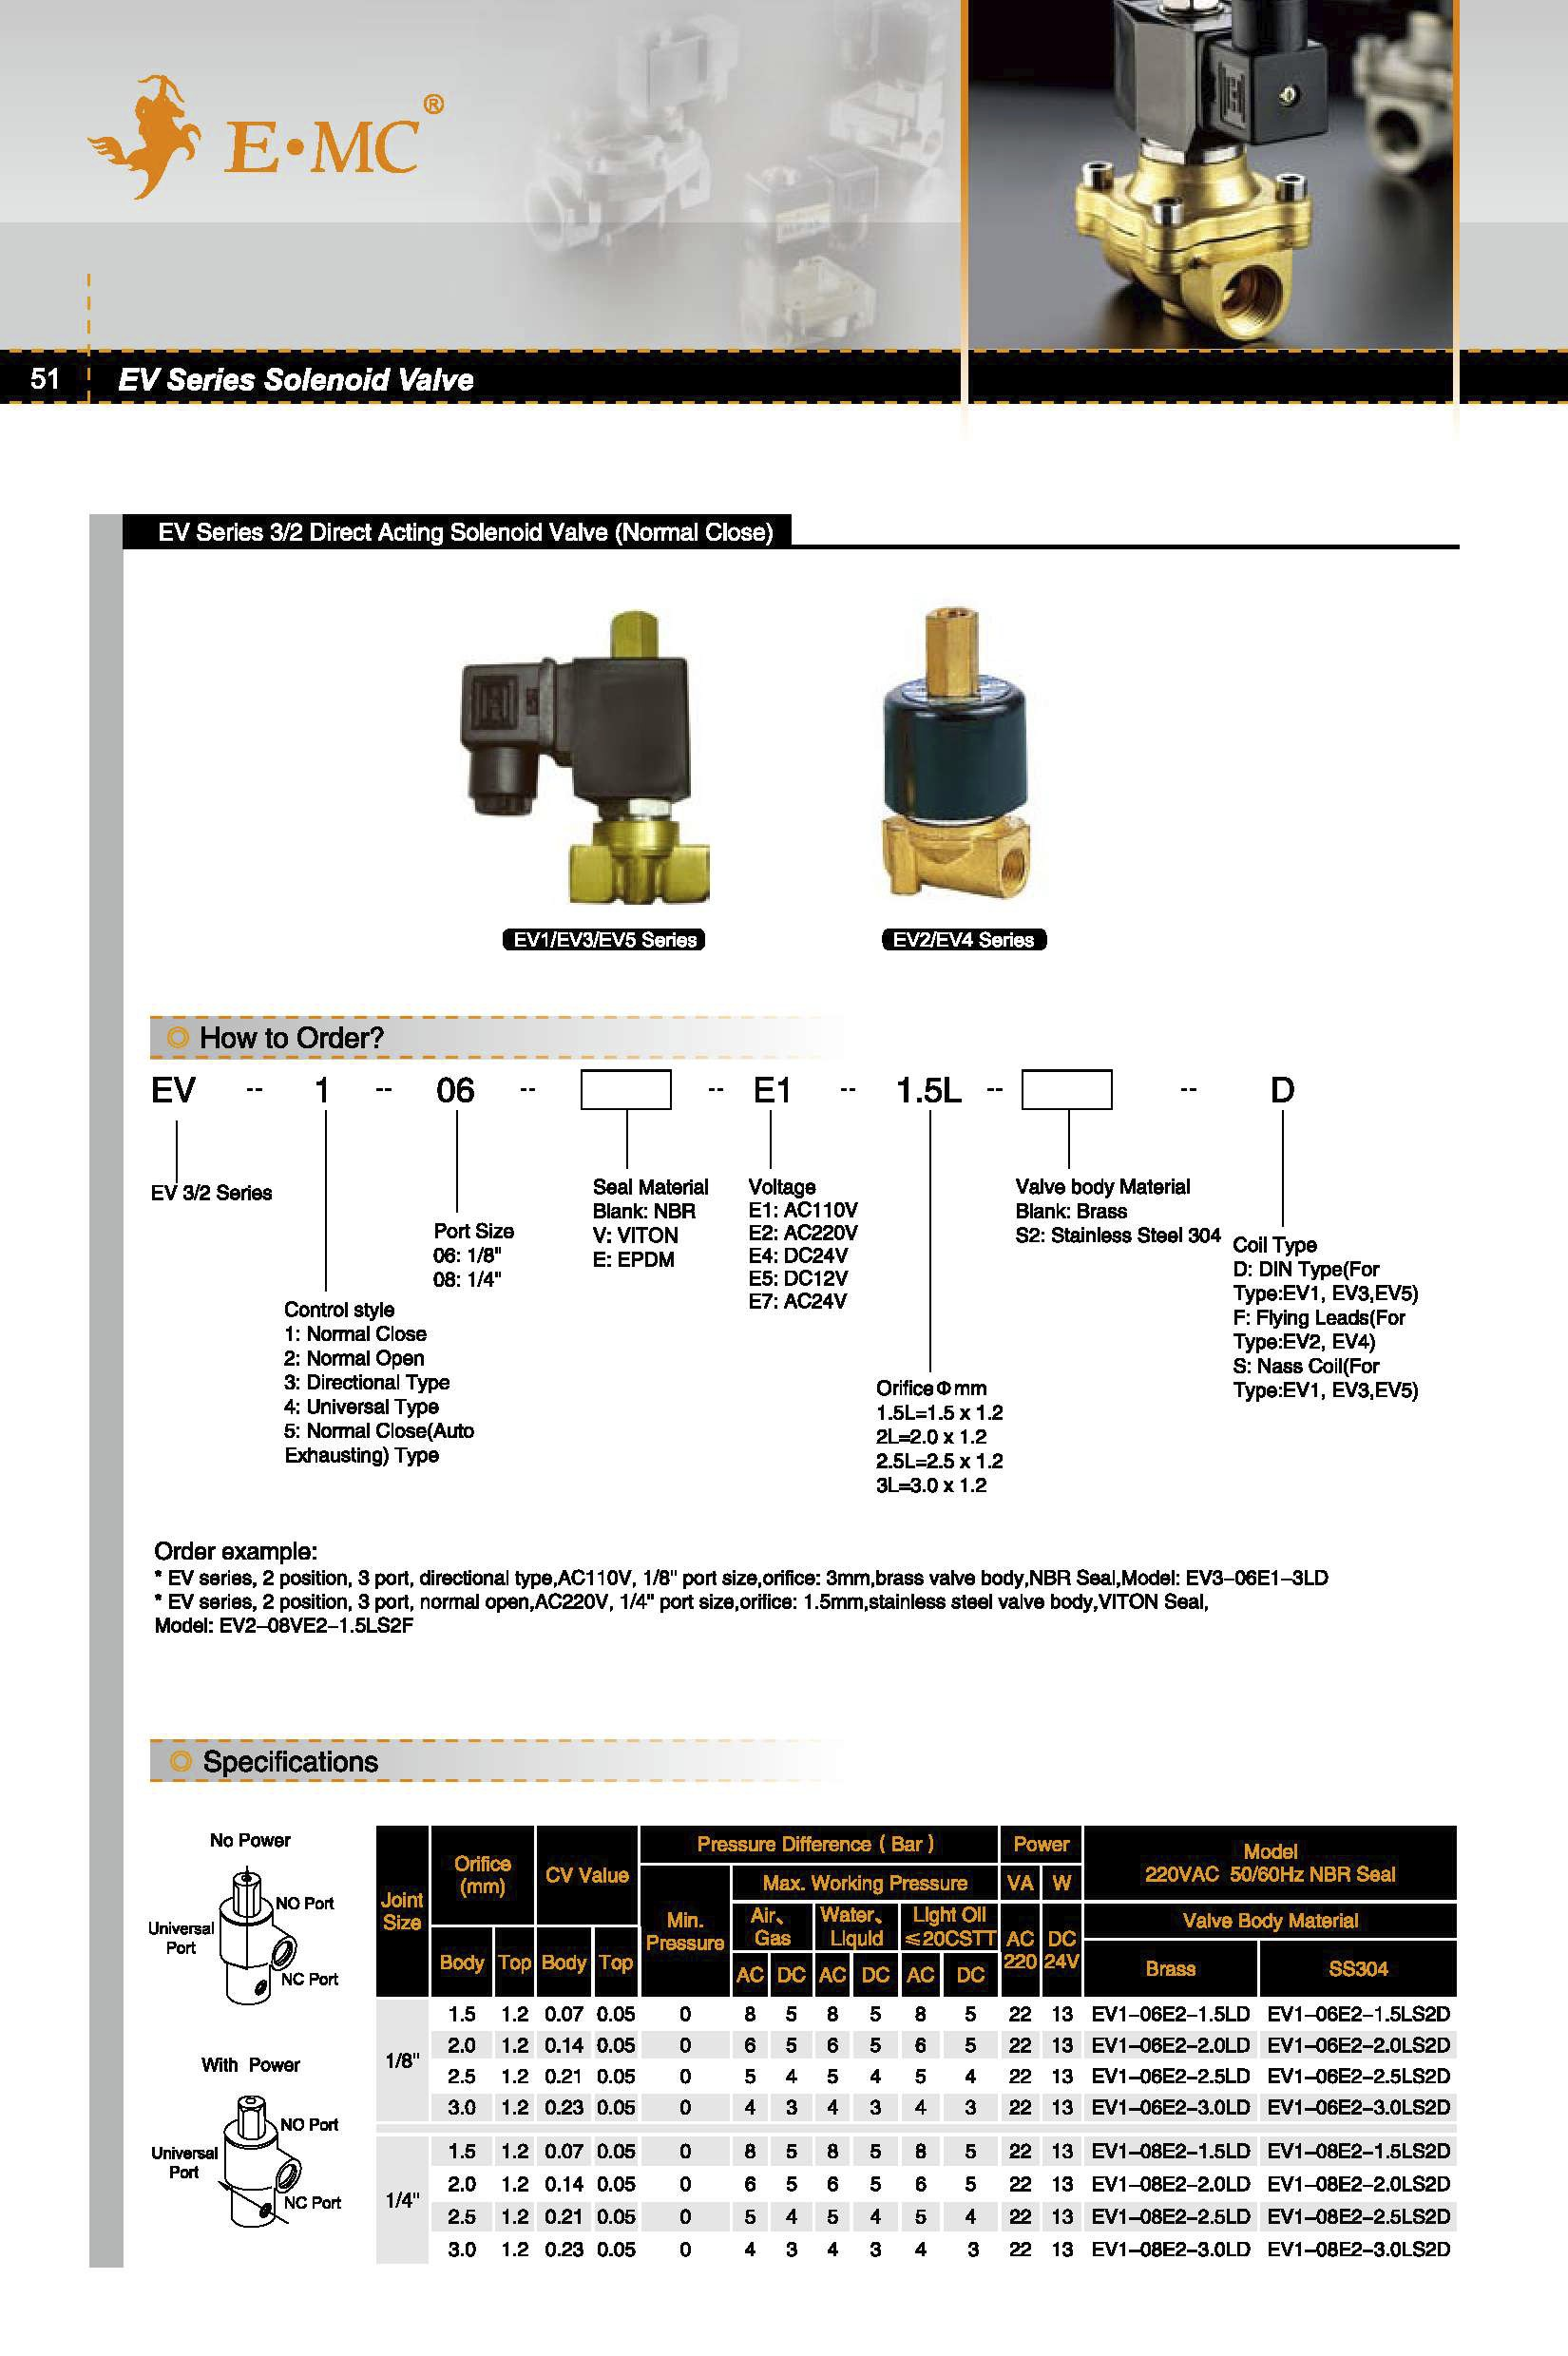 E•MC®
51 EV Series Solenoid Valve
EV Series 3/2 Direct Acting Solenoid Valve (Normal Close)
EV1/EV3/EV5 Series EV2/EV4 Series
How to Order?
EV -- 1 -- 06 -- -- E1 -- 1.5L -- -- D
EV 3/2 Series
Control style
1: Normal Close
2: Normal Open
3: Directional Type
4: Universal Type
5: Normal Close(Auto
Exhausting) Type
Port Size
06: 1/8"
08: 1/4"
Seal Material
Blank: NBR
V: VITON
E: EPDM
Voltage
E1: AC110V
E2: AC220V
E4: DC24V
E5: DC12V
E7: AC24V
OrificeΦmm
1.5L=1.5 x 1.2
2L=2.0 x 1.2
2.5L=2.5 x 1.2
3L=3.0 x 1.2
Valve body Material
Blank: Brass
S2: Stainless Steel 304
Coil Type
D: DIN Type(For
Type:EV1, EV3,EV5)
F: Flying Leads(For
Type:EV2, EV4)
S: Nass Coil(For
Type:EV1, EV3,EV5)
Order example:
* EV series, 2 position, 3 port, directional type,AC110V, 1/8" port size,orifice: 3mm,brass valve body,NBR Seal,Model: EV3-06E1-3LD
* EV series, 2 position, 3 port, normal open,AC220V, 1/4" port size,orifice: 1.5mm,stainless steel valve body,VITON Seal,
Model: EV2-08VE2-1.5LS2F
Specifications
No Power
NO Port
Universal
Port
NC Port
With Power
NO Port
Universal
Port
NC Port
Joint
Size
Orifice
(mm)
CV Value
Pressure Difference ( Bar )
Power
Model
220VAC 50/60Hz NBR Seal
Min.
Pressure
Max. Working Pressure
VA W
Air、
Gas
Water、
Liquid
Light Oil
≤20CSTT
AC
220
DC
24V
Valve Body Material
Body Top Body Top
AC DC AC DC AC DC
Brass SS304
1/8"
1.5 1.2 0.07 0.05 0 8 5 8 5 8 5 22 13 EV1-06E2-1.5LD EV1-06E2-1.5LS2D
2.0 1.2 0.14 0.05 0 6 5 6 5 6 5 22 13 EV1-06E2-2.0LD EV1-06E2-2.0LS2D
2.5 1.2 0.21 0.05 0 5 4 5 4 5 4 22 13 EV1-06E2-2.5LD EV1-06E2-2.5LS2D
3.0 1.2 0.23 0.05 0 4 3 4 3 4 3 22 13 EV1-06E2-3.0LD EV1-06E2-3.0LS2D
1/4"
1.5 1.2 0.07 0.05 0 8 5 8 5 8 5 22 13 EV1-08E2-1.5LD EV1-08E2-1.5LS2D
2.0 1.2 0.14 0.05 0 6 5 6 5 6 5 22 13 EV1-08E2-2.0LD EV1-08E2-2.0LS2D
2.5 1.2 0.21 0.05 0 5 4 5 4 5 4 22 13 EV1-08E2-2.5LD EV1-08E2-2.5LS2D
3.0 1.2 0.23 0.05 0 4 3 4 3 4 3 22 13 EV1-08E2-3.0LD EV1-08E2-3.0LS2D